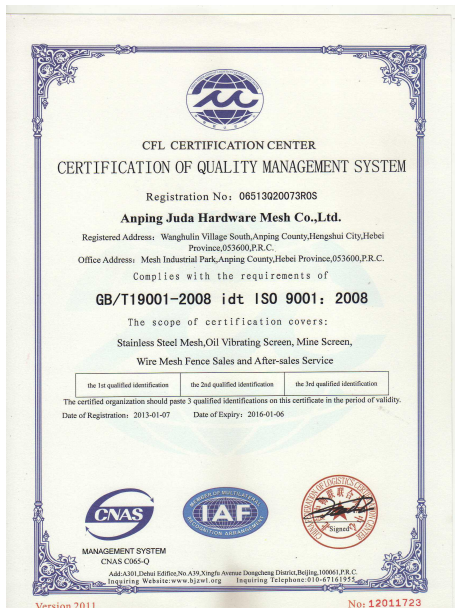 CFL CERTIFICATION CENTER
CERTIFICATION OF QUALITY MANAGEMENT SYSTEM
Registration No: 06513Q20073R0S
Anping Juda Hardware Mesh Co.,Ltd.
Registered Address: Wanghulin Village South,Anping County,Hengshui City,Hebei
Province,053600,P.R.C.
Office Address: Mesh Industrial Park,Anping County,Hebei Province,053600,P.R.C.
Complies with the requirements of
GB/T19001-2008 idt ISO 9001: 2008
The scope of certification covers:
Stainless Steel Mesh,Oil Vibrating Screen, Mine Screen,
Wire Mesh Fence Sales and After-sales Service
the 1st qualified identification the 2nd qualified identification the 3rd qualified identification
The certified organization should paste 3 qualified identifications on this certificate in the period of validity.
Date of Registration: 2013-01-07 Date of Expiry: 2016-01-06
CNAS
MEMBER OF MULTILATERAL
IAF
RECOGNITION ARRANGEMENT
Signed
MANAGEMENT SYSTEM
CNAS C065-Q
Add:A301,Dehui Edifice,No.A39,Xingfu Avenue Dongcheng District,Beijing,100061,P.R.C.
Inquiring Website:www.bjzwl.org Inquiring Telephone:010-67161955
Version 2011 No: 12011723